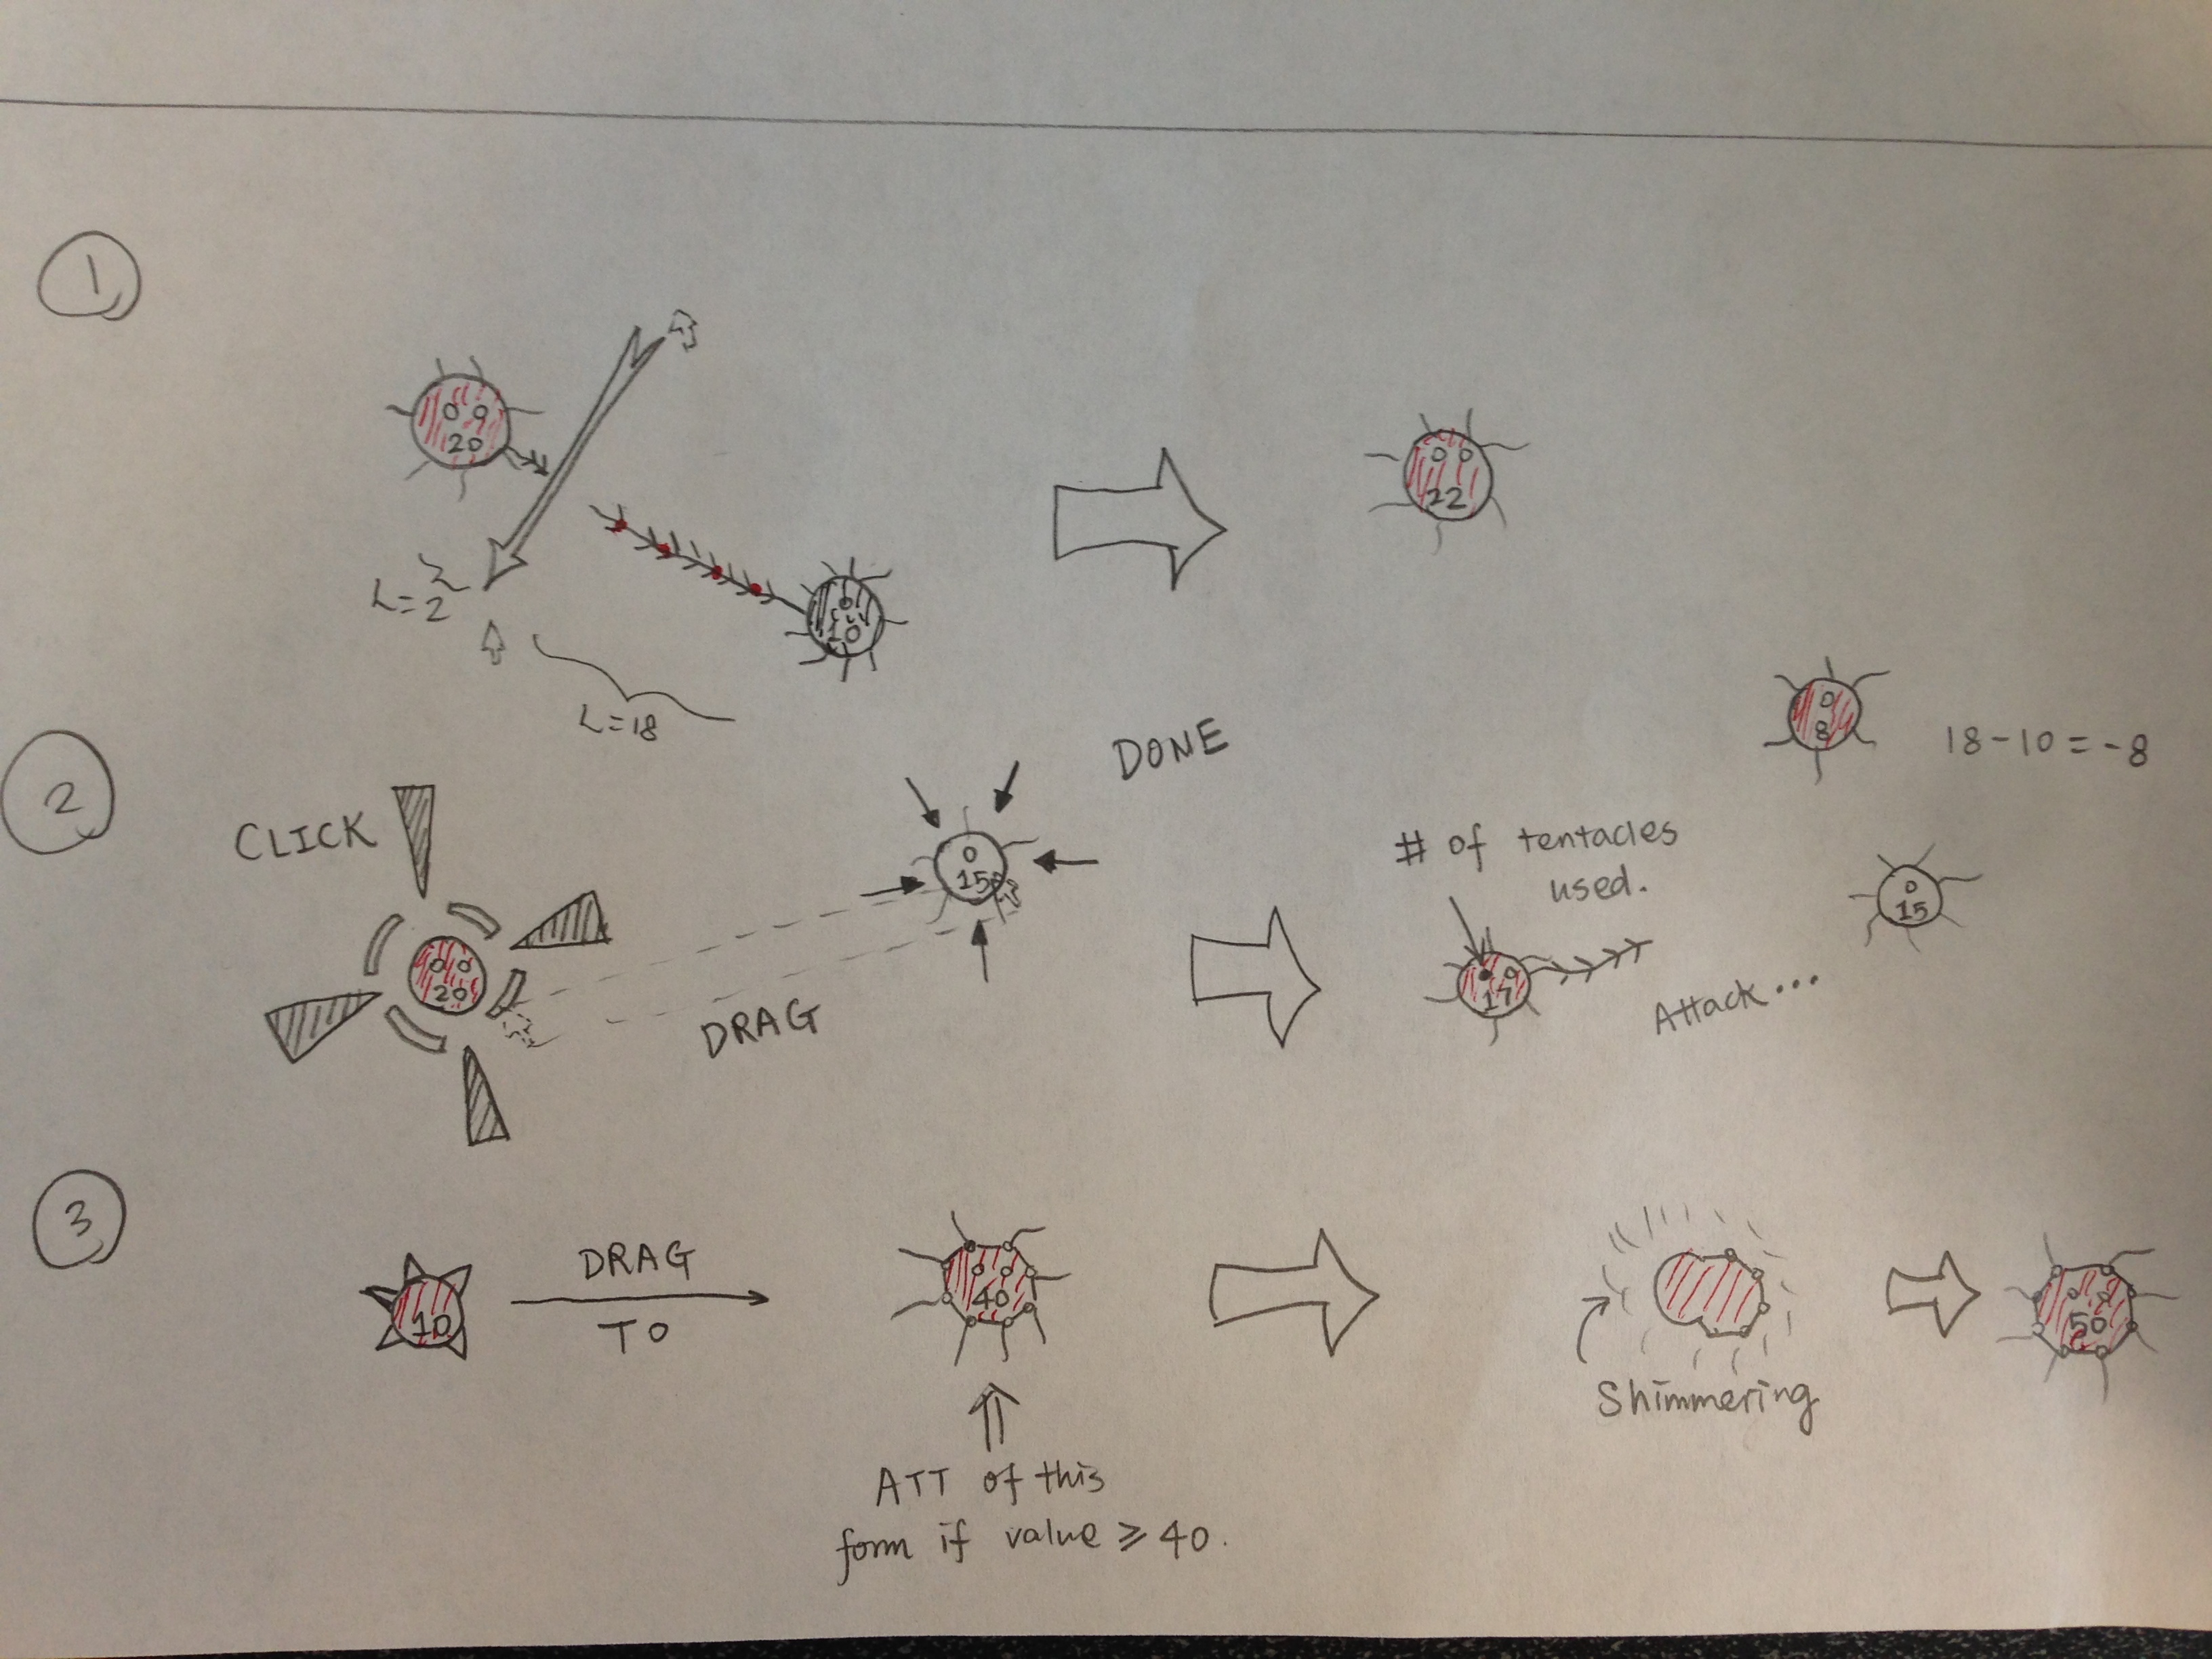 1
20
L=2
L=18
10
22
8
18-10=-8
2
CLICK
20
DRAG
15
DONE
# of tentacles
used.
17
Attack...
15
3
10
DRAG
TO
40
ATT of this
form if value ≥ 40.
Shimmering
50